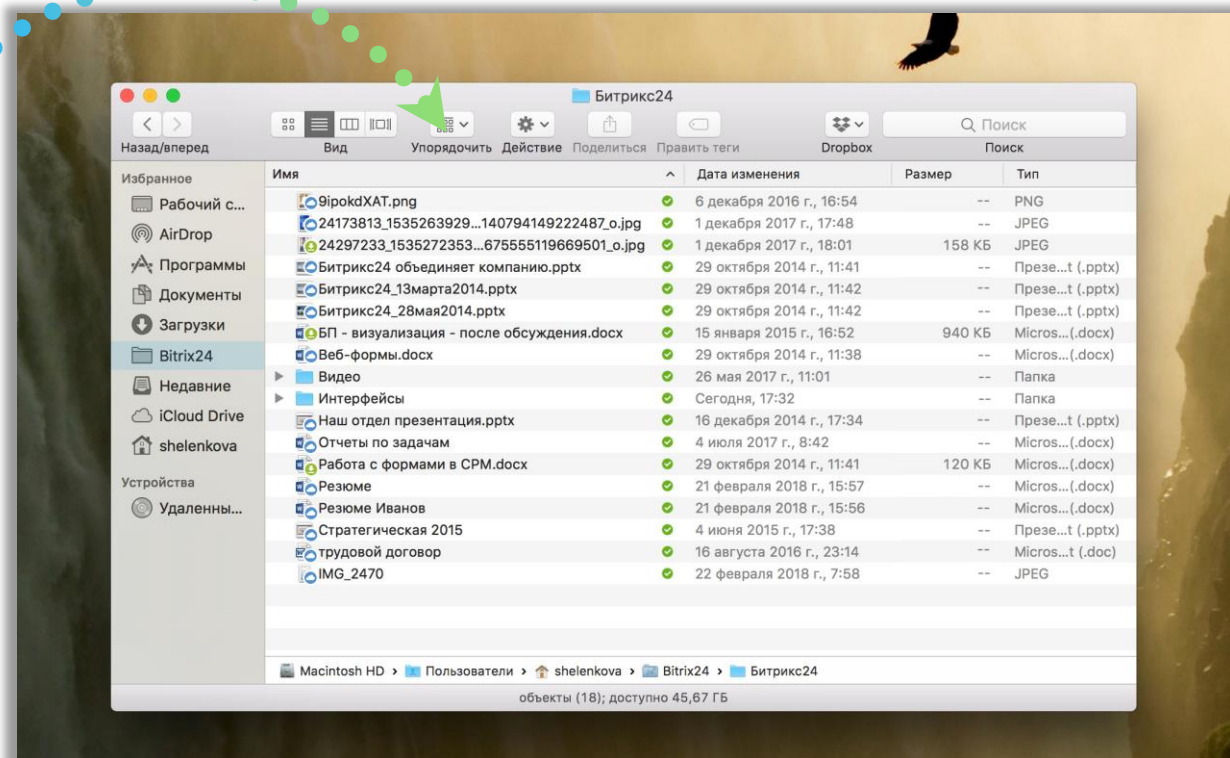 Битрикс24
Назад/вперед Вид Упорядочить Действие Поделиться Править теги Dropbox Поиск
Поиск
Избранное
Рабочий с...
AirDrop
Программы
Документы
Загрузки
Bitrix24
Недавние
iCloud Drive
shelenkova
Устройства
Удаленны...
Имя Дата изменения Размер Тип
9ipokdXAT.png 6 декабря 2016 г., 16:54 -- PNG
24173813_1535263929...140794149222487_o.jpg 1 декабря 2017 г., 17:48 -- JPEG
24297233_1535272353...675555119669501_o.jpg 1 декабря 2017 г., 18:01 158 КБ JPEG
Битрикс24 объединяет компанию.pptx 29 октября 2014 г., 11:41 -- Презе...t (.pptx)
Битрикс24_13марта2014.pptx 29 октября 2014 г., 11:42 -- Презе...t (.pptx)
Битрикс24_28мая2014.pptx 29 октября 2014 г., 11:42 -- Презе...t (.pptx)
БП - визуализация - после обсуждения.docx 15 января 2015 г., 16:52 940 КБ Micros...(.docx)
Веб-формы.docx 29 октября 2014 г., 11:38 -- Micros...(.docx)
Видео 26 мая 2017 г., 11:01 -- Папка
Интерфейсы Сегодня, 17:32 -- Папка
Наш отдел презентация.pptx 16 декабря 2014 г., 17:34 -- Презе...t (.pptx)
Отчеты по задачам 4 июля 2017 г., 8:42 -- Micros...(.docx)
Работа с формами в СРМ.docx 29 октября 2014 г., 11:41 120 КБ Micros...(.docx)
Резюме 21 февраля 2018 г., 15:57 -- Micros...(.docx)
Резюме Иванов 21 февраля 2018 г., 15:56 -- Micros...(.docx)
Стратегическая 2015 4 июня 2015 г., 17:38 -- Презе...t (.pptx)
трудовой договор 16 августа 2016 г., 23:14 -- Micros...t (.doc)
IMG_2470 22 февраля 2018 г., 7:58 -- JPEG
Macintosh HD › Пользователи › shelenkova › Bitrix24 › Битрикс24
объекты (18); доступно 45,67 ГБ